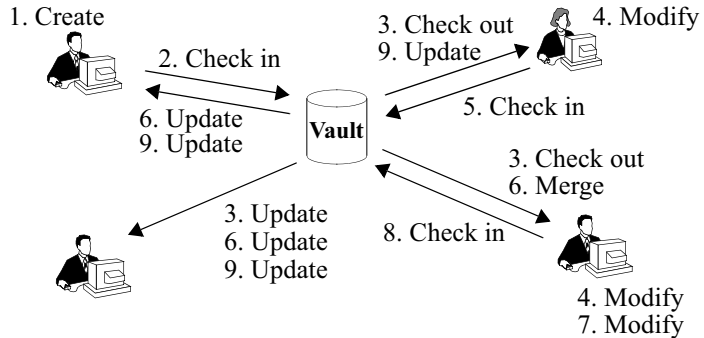 1. Create
2. Check in
6. Update
9. Update
3. Check out
9. Update
4. Modify
5. Check in
Vault
3. Update
6. Update
9. Update
3. Check out
6. Merge
8. Check in
4. Modify
7. Modify